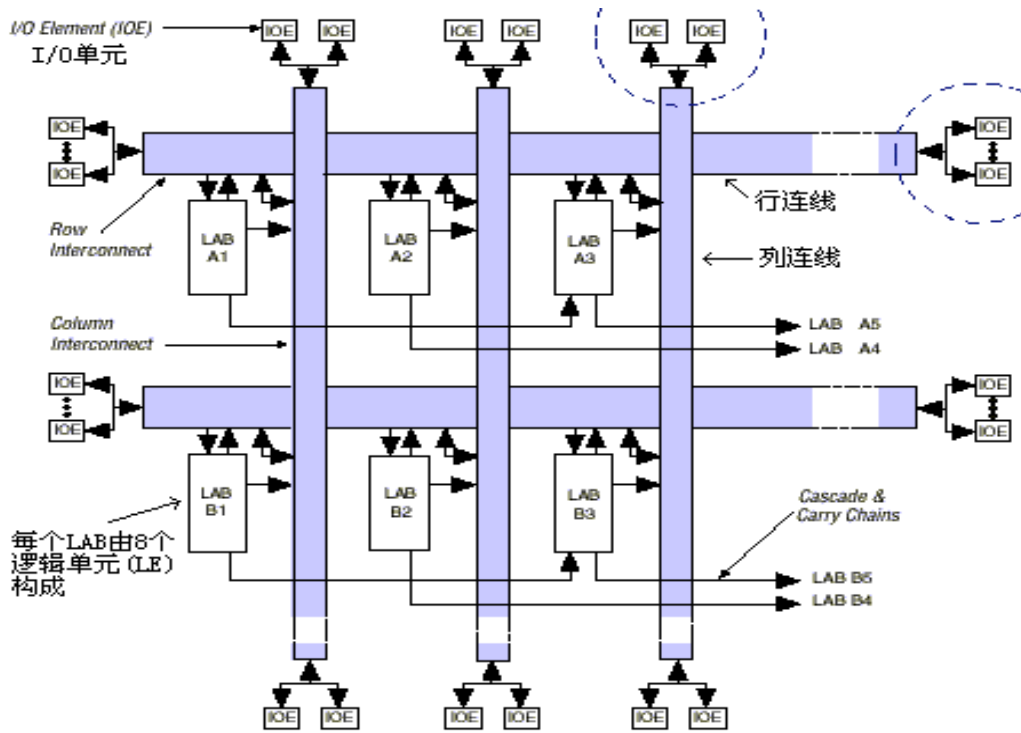 I/O Element (IOE)
I/O单元
IOE IOE
IOE IOE
IOE IOE
IOE
IOE
IOE
IOE
行连线
Row
Interconnect
LAB
A1
LAB
A2
LAB
A3
列连线
Column
Interconnect
LAB A5
LAB A4
IOE
IOE
IOE
IOE
LAB
B1
LAB
B2
LAB
B3
Cascade &
Carry Chains
每个LAB由8个
逻辑单元(LE)
构成
LAB B5
LAB B4
IOE IOE
IOE IOE
IOE IOE